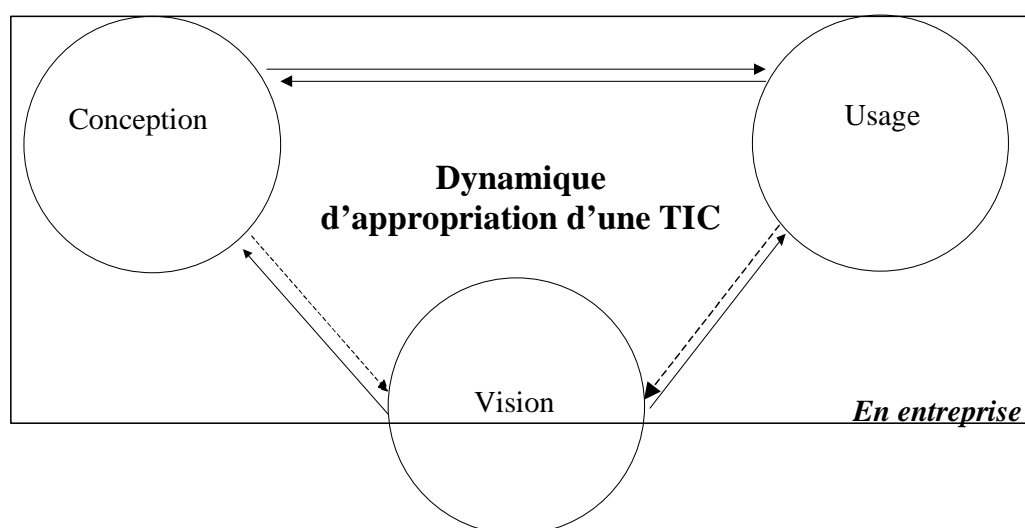 Conception
Usage
Dynamique
d’appropriation d’une TIC
Vision
En entreprise